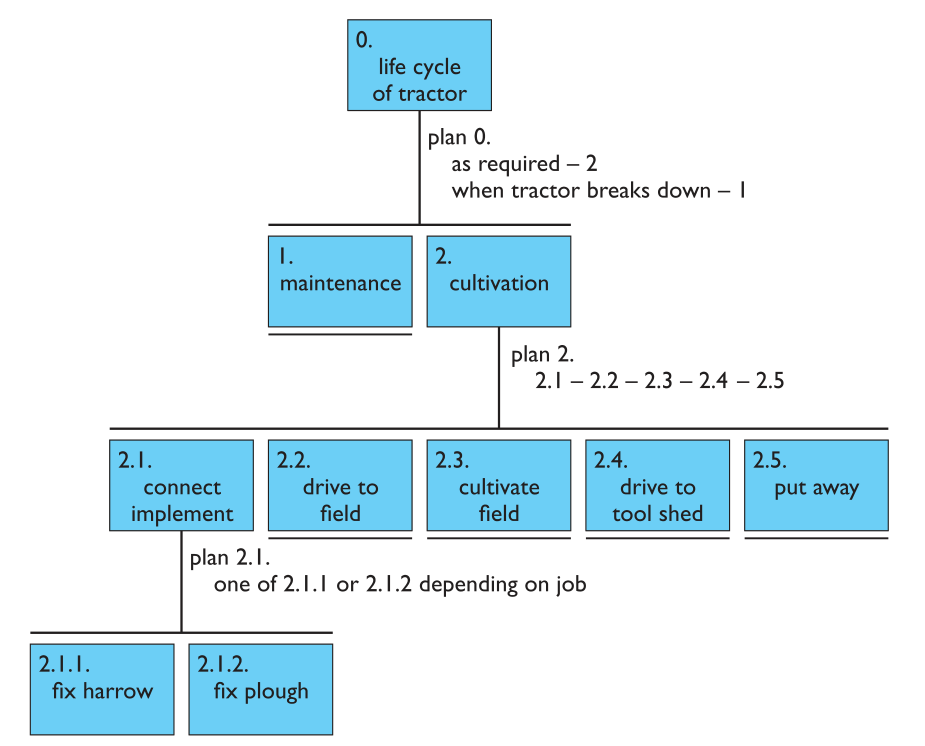 0.
life cycle
of tractor
plan 0.
as required – 2
when tractor breaks down – 1
1.
maintenance
2.
cultivation
plan 2.
2.1 – 2.2 – 2.3 – 2.4 – 2.5
2.1.
connect
implement
2.2.
drive to
field
2.3.
cultivate
field
2.4.
drive to
tool shed
2.5.
put away
plan 2.1.
one of 2.1.1 or 2.1.2 depending on job
2.1.1.
fix harrow
2.1.2.
fix plough